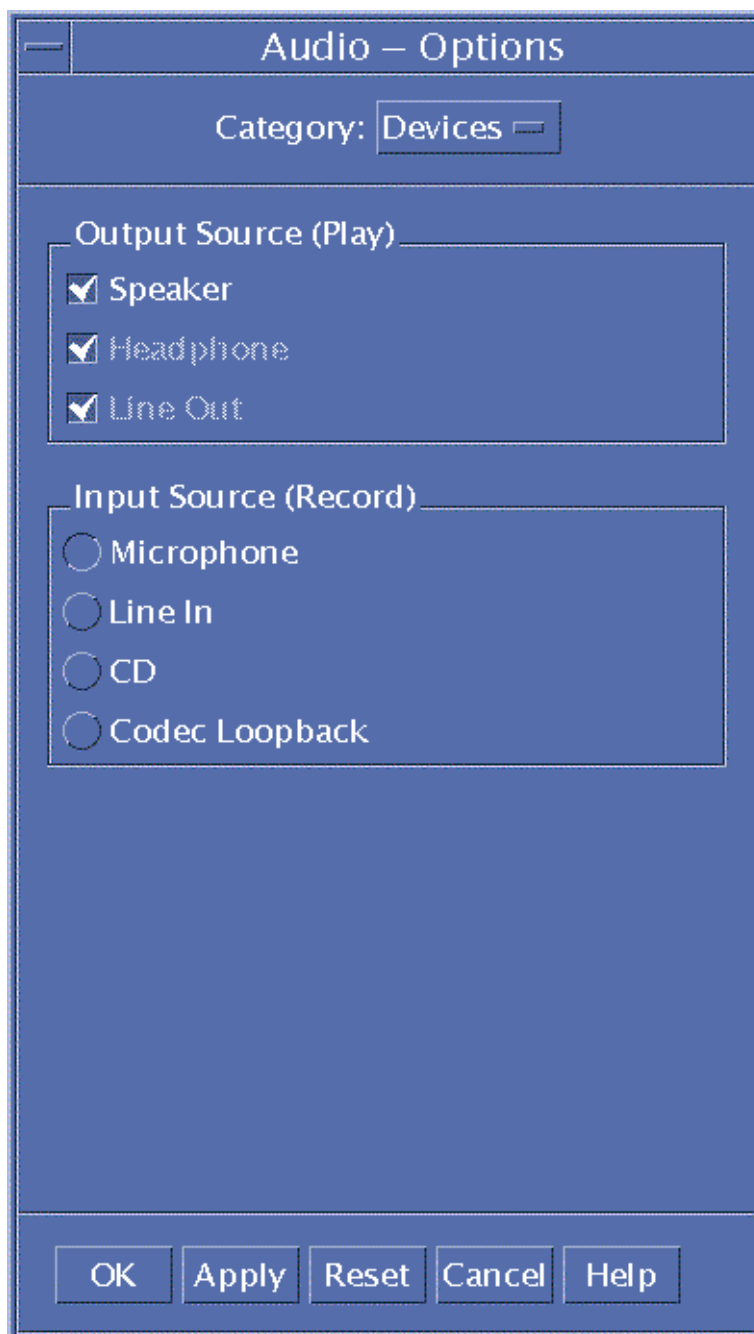 Audio – Options
Category: Devices
Output Source (Play)
Speaker
Headphone
Line Out
Input Source (Record)
Microphone
Line In
CD
Codec Loopback
OK Apply Reset Cancel Help